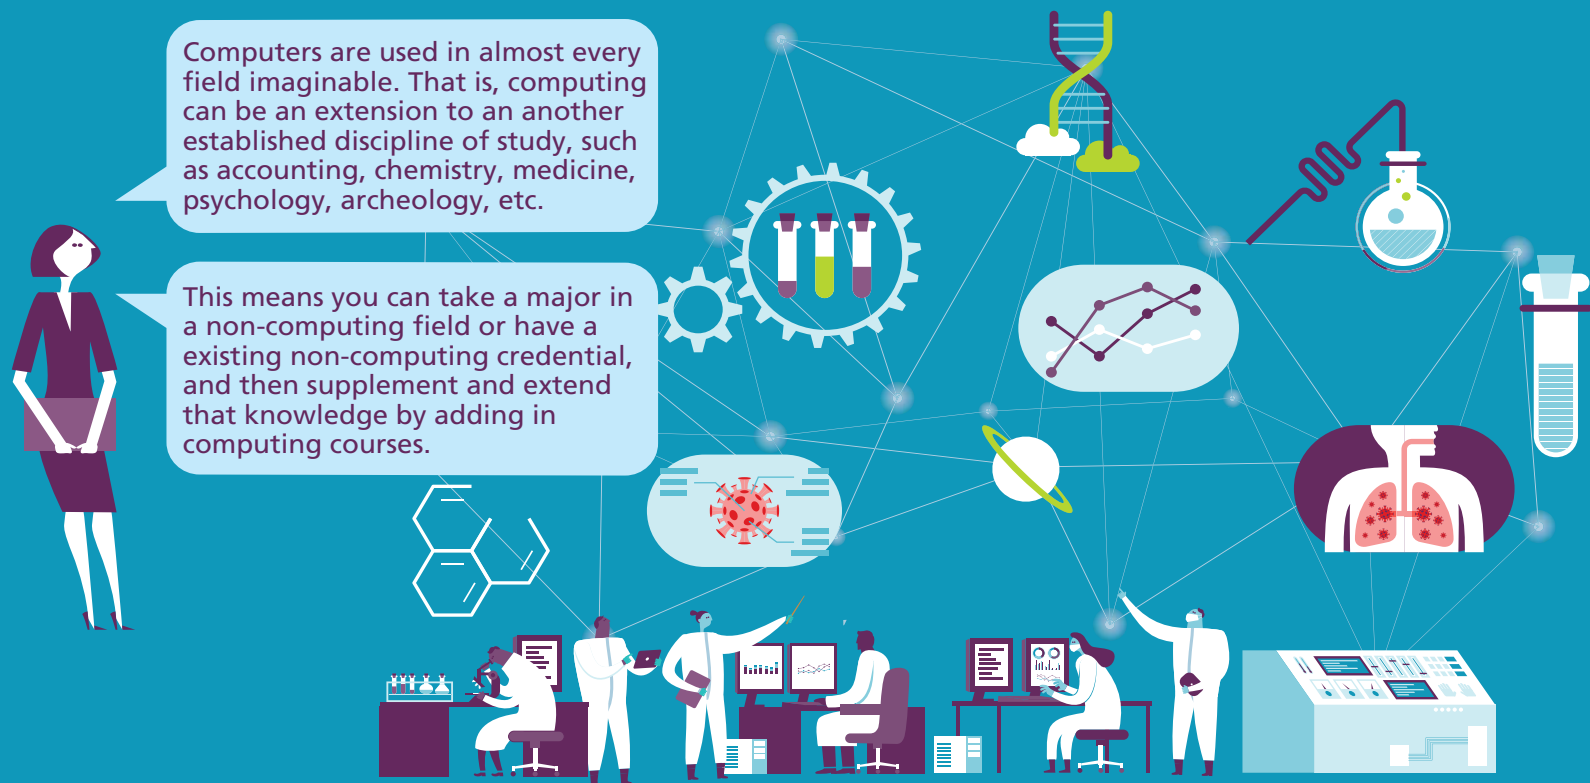 Computers are used in almost every
field imaginable. That is, computing
can be an extension to an another
established discipline of study, such
as accounting, chemistry, medicine,
psychology, archeology, etc.
This means you can take a major in
a non-computing field or have a
existing non-computing credential,
and then supplement and extend
that knowledge by adding in
computing courses.